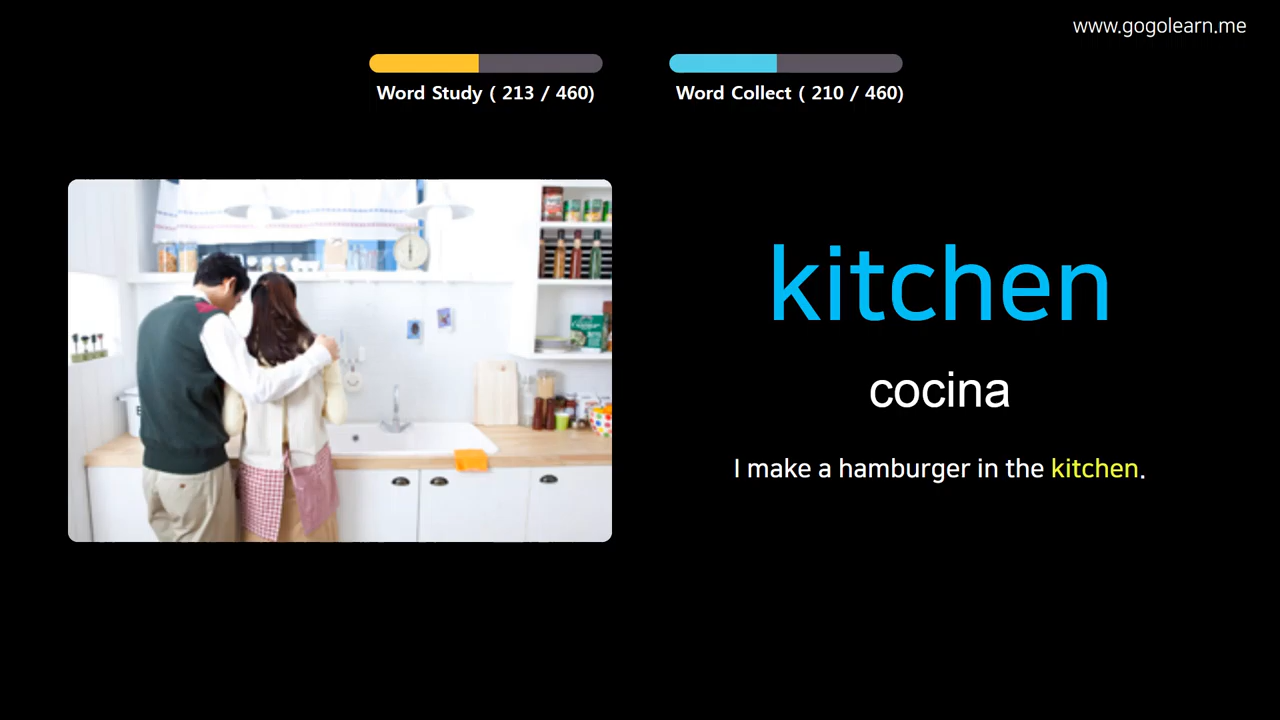 www.gogolearn.me
Word Study ( 213 / 460)
Word Collect ( 210 / 460)
kitchen
cocina
I make a hamburger in the kitchen.